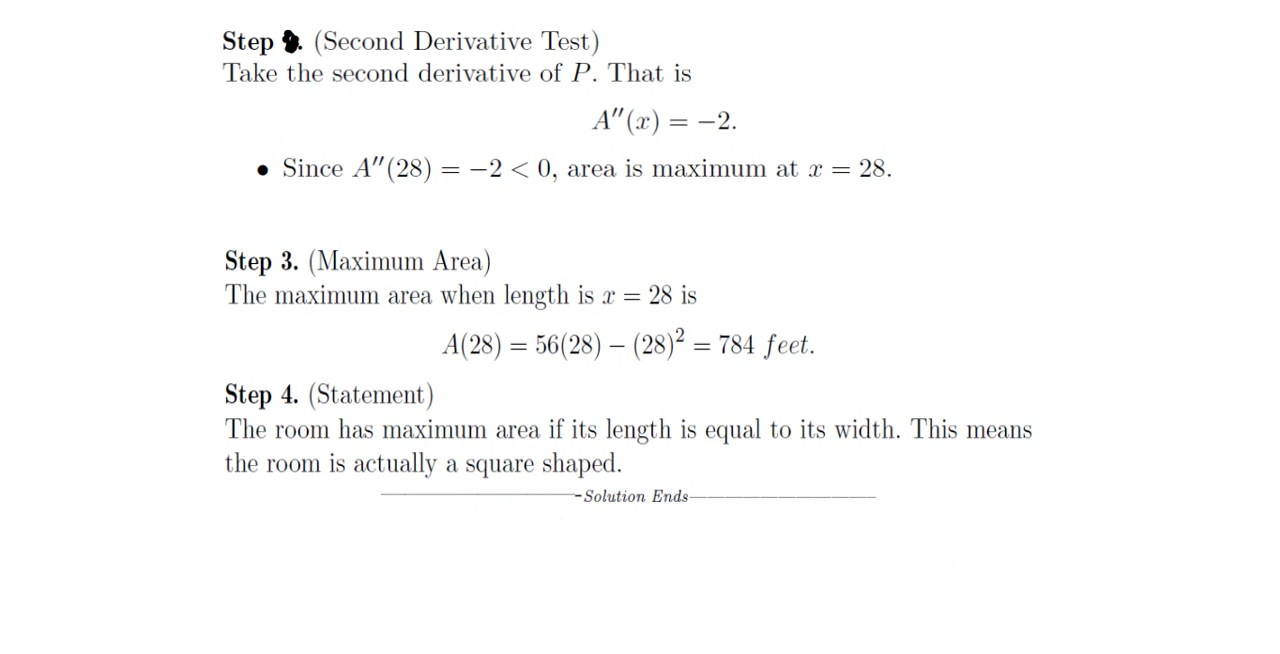 Step . (Second Derivative Test)
Take the second derivative of P. That is
A″(x) = −2.
• Since A″(28) = −2 < 0, area is maximum at x = 28.
Step 3. (Maximum Area)
The maximum area when length is x = 28 is
A(28) = 56(28) − (28)² = 784 feet.
Step 4. (Statement)
The room has maximum area if its length is equal to its width. This means
the room is actually a square shaped.
-Solution Ends-